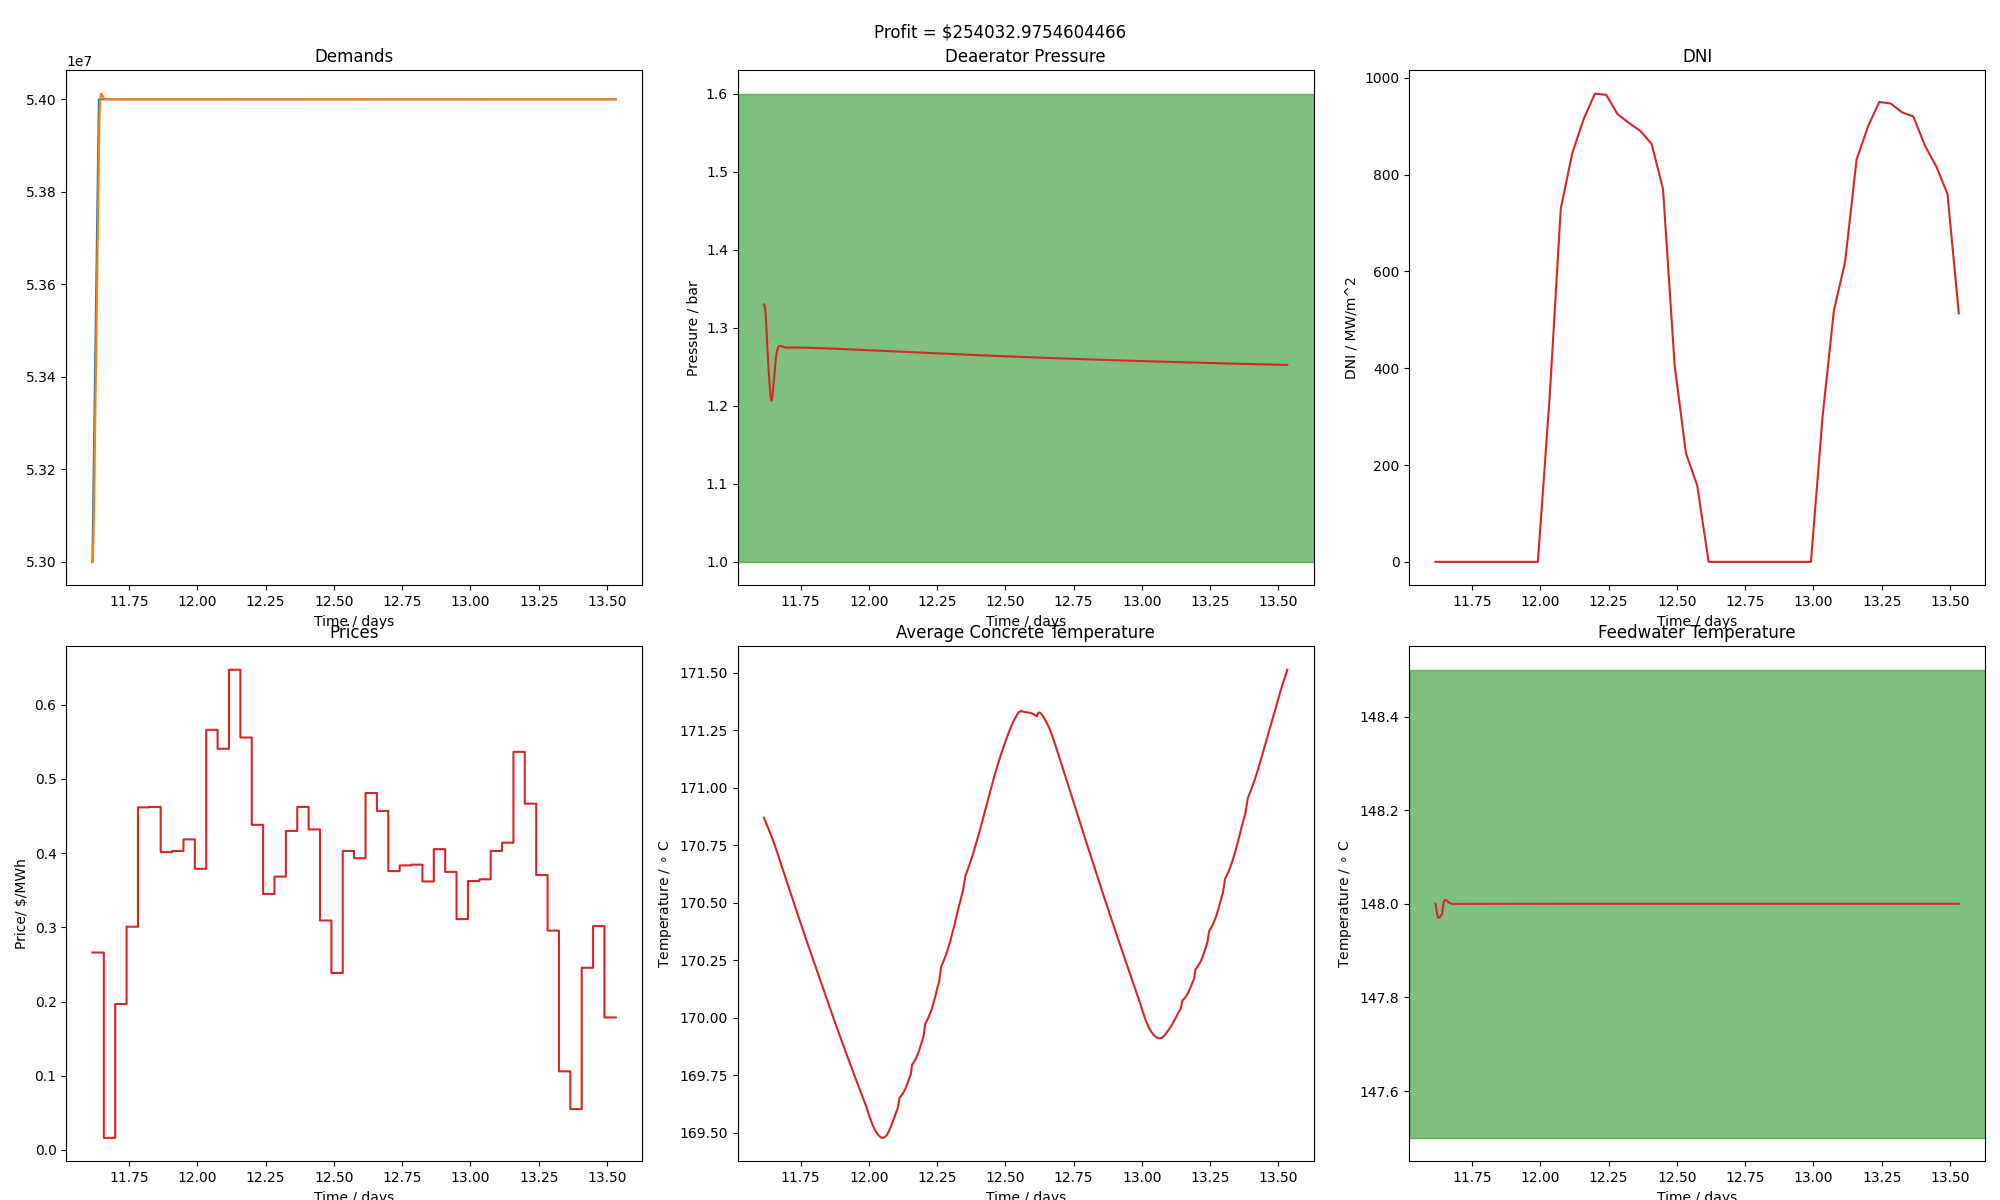 Profit = $254032.9754604466
Demands
1e7
5.40
5.38
5.36
5.34
5.32
5.30
11.75 12.00 12.25 12.50 12.75 13.00 13.25 13.50
Time / days
Deaerator Pressure
Pressure / bar
1.6
1.5
1.4
1.3
1.2
1.1
1.0
11.75 12.00 12.25 12.50 12.75 13.00 13.25 13.50
Time / days
DNI
DNI / MW/m^2
1000
800
600
400
200
0
11.75 12.00 12.25 12.50 12.75 13.00 13.25 13.50
Time / days
Prices
Price/ $/MWh
0.6
0.5
0.4
0.3
0.2
0.1
0.0
11.75 12.00 12.25 12.50 12.75 13.00 13.25 13.50
Time / days
Average Concrete Temperature
Temperature / ∘ C
171.50
171.25
171.00
170.75
170.50
170.25
170.00
169.75
169.50
11.75 12.00 12.25 12.50 12.75 13.00 13.25 13.50
Time / days
Feedwater Temperature
Temperature / ∘ C
148.4
148.2
148.0
147.8
147.6
11.75 12.00 12.25 12.50 12.75 13.00 13.25 13.50
Time / days